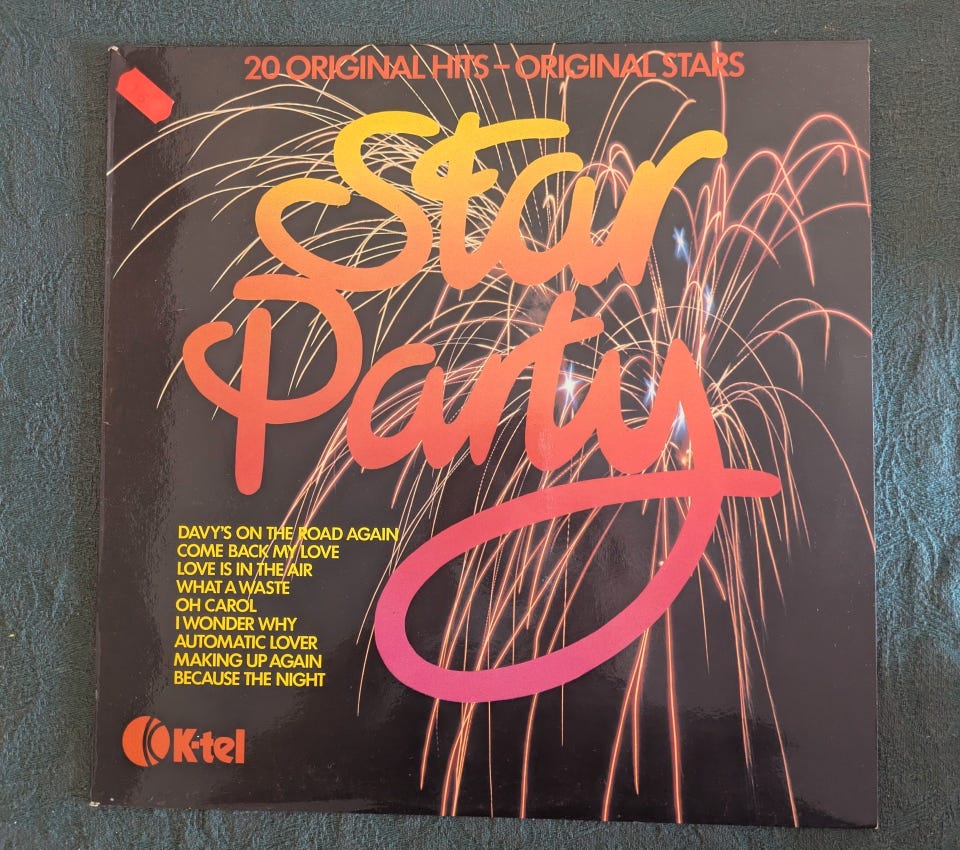 20 ORIGINAL HITS – ORIGINAL STARS
Star
Party
DAVY'S ON THE ROAD AGAIN
COME BACK MY LOVE
LOVE IS IN THE AIR
WHAT A WASTE
OH CAROL
I WONDER WHY
AUTOMATIC LOVER
MAKING UP AGAIN
BECAUSE THE NIGHT
K-tel